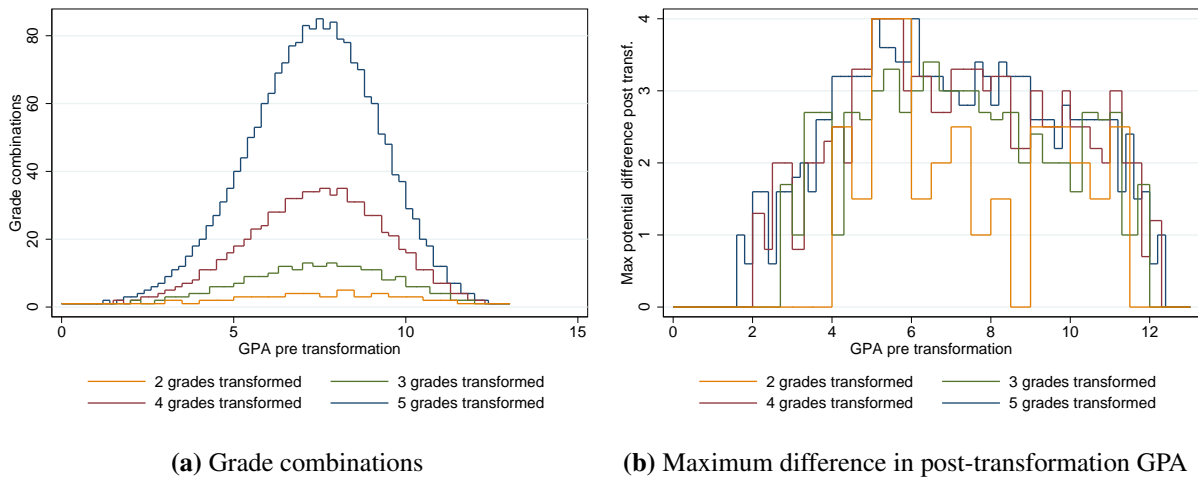 80
60
40
20
0
Grade combinations
0 5 10 15
GPA pre transformation
2 grades transformed 3 grades transformed
4 grades transformed 5 grades transformed
(a) Grade combinations
4
3
2
1
0
Max potential difference post transf.
0 2 4 6 8 10 12
GPA pre transformation
2 grades transformed 3 grades transformed
4 grades transformed 5 grades transformed
(b) Maximum difference in post-transformation GPA